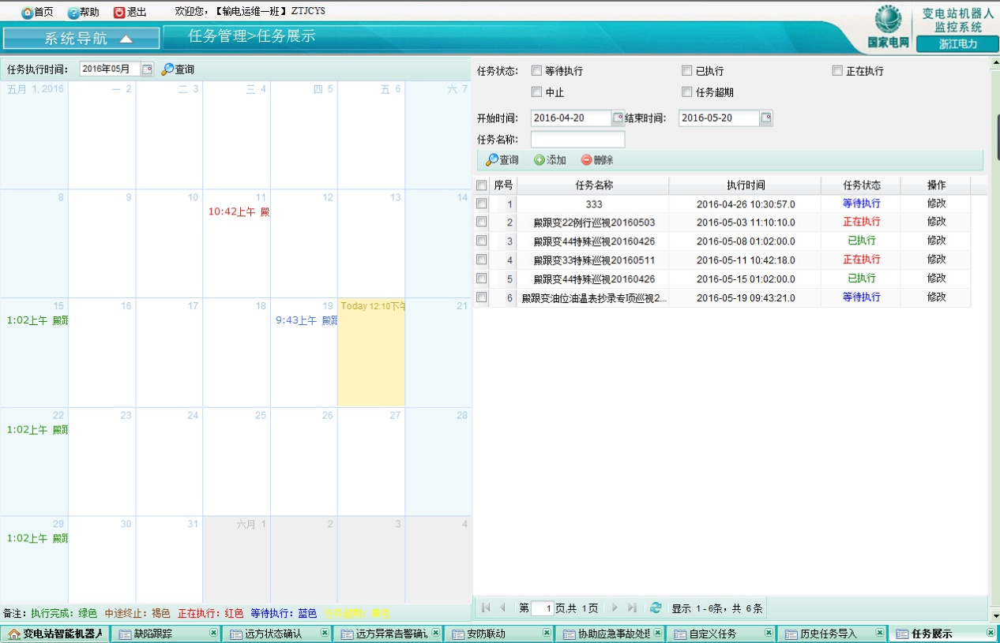 首页 帮助 退出 欢迎您，【输电运维一班】ZTJCYS
国家电网
变电站机器人
监控系统
浙江电力
系统导航
任务管理>任务展示
任务执行时间： 2016年05月 查询
五月 1, 2016 一 2 二 3 三 4 四 5 五 6 六 7
8 9 10 11 12 13 14
10:42上午 殿
15 16 17 18 19 Today 12:10下午 21
1:02上午 殿跟 9:43上午 殿跟
22 23 24 25 26 27 28
1:02上午 殿跟
29 30 31 六月 1 2 3 4
1:02上午 殿跟
备注： 执行完成：绿色 中途终止：褐色 正在执行：红色 等待执行：蓝色 任务超期：黄色
任务状态： 等待执行 已执行 正在执行
中止 任务超期
开始时间： 2016-04-20 结束时间： 2016-05-20
任务名称：
查询 添加 删除
序号 任务名称 执行时间 任务状态 操作
1 333 2016-04-26 10:30:57.0 等待执行 修改
2 殿跟变22例行巡视20160503 2016-05-03 11:10:10.0 正在执行 修改
3 殿跟变44特殊巡视20160426 2016-05-08 01:02:00.0 已执行 修改
4 殿跟变33特殊巡视20160511 2016-05-11 10:42:18.0 正在执行 修改
5 殿跟变44特殊巡视20160426 2016-05-15 01:02:00.0 已执行 修改
6 殿跟变油位油温表抄录专项巡视2... 2016-05-19 09:43:21.0 等待执行 修改
第 1 页,共 1页 显示 1 - 6条，共 6 条
变电站智能机器人 缺陷跟踪 远方状态确认 远方异常告警确认 安防联动 协助应急事故处理 自定义任务 历史任务导入 任务展示